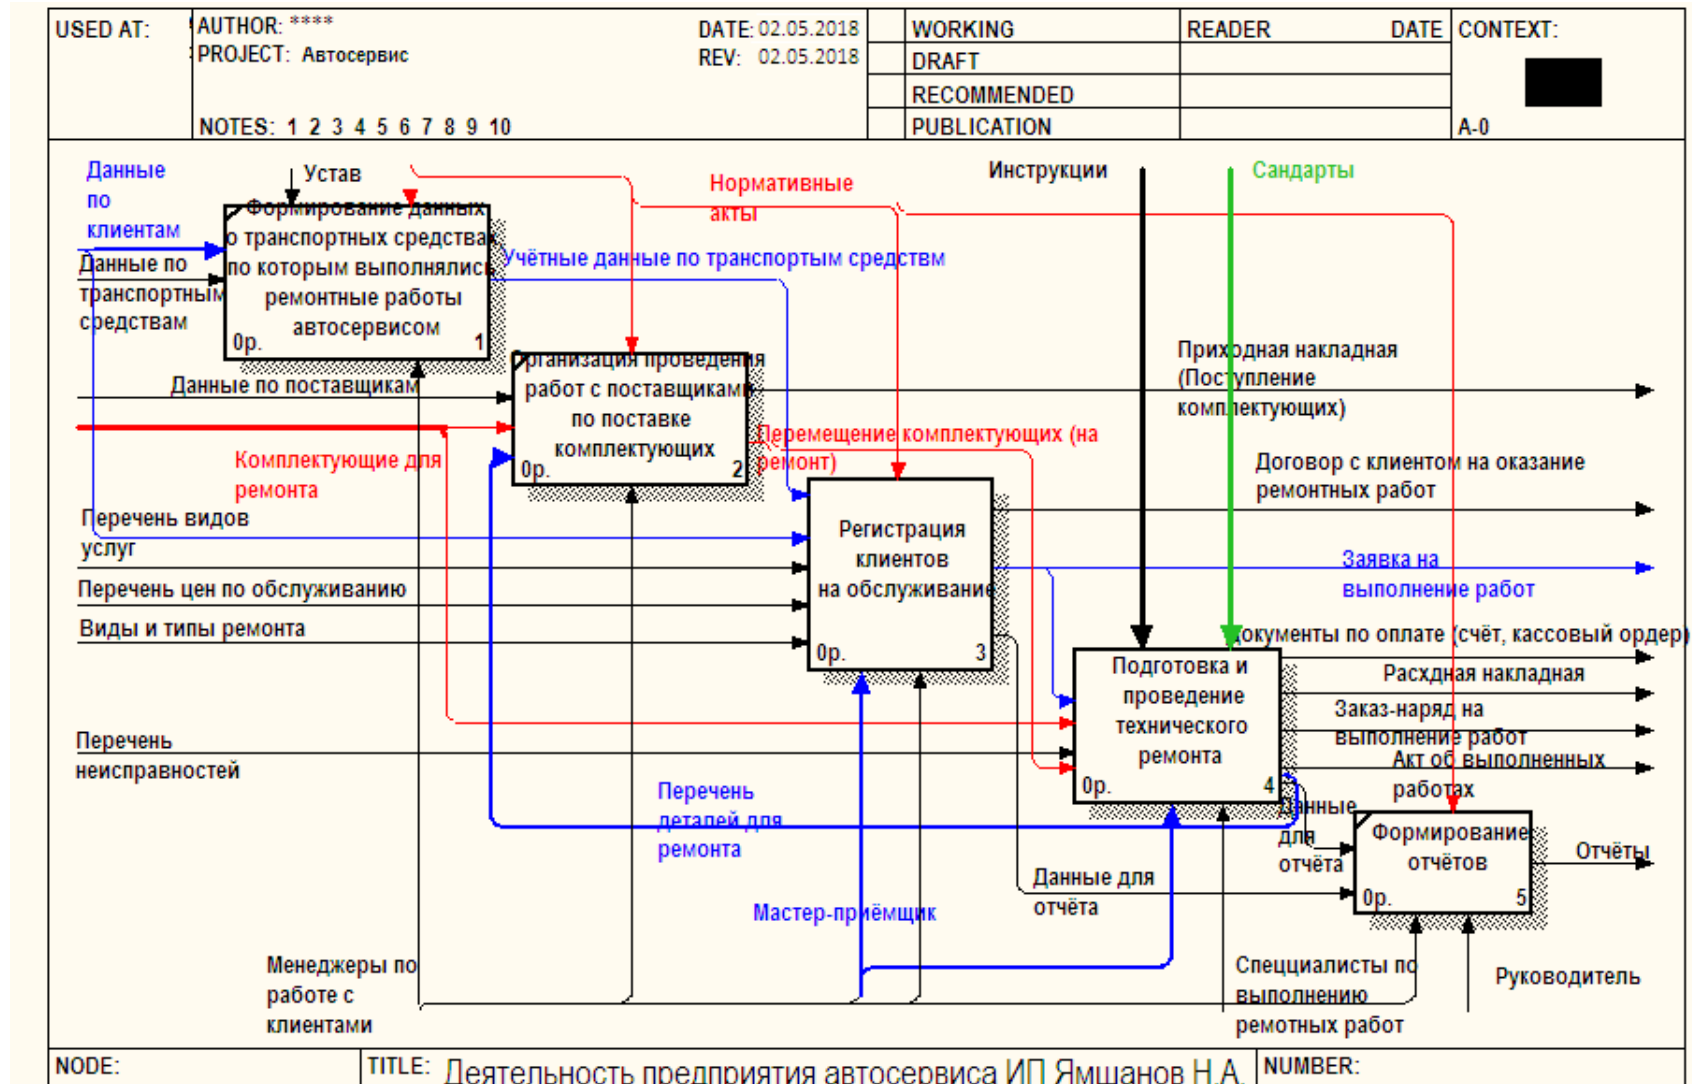 USED AT:
AUTHOR: ****
DATE: 02.05.2018
WORKING
READER
DATE
CONTEXT:
PROJECT: Автосервис
REV: 02.05.2018
DRAFT
RECOMMENDED
NOTES: 1 2 3 4 5 6 7 8 9 10
PUBLICATION
A-0
Данные
по
клиентам
Устав
Нормативные
акты
Инструкции
Сандарты
Данные по
транспортным
средствам
Формирование данных
о транспортных средствах
по которым выполнялись
ремонтные работы
автосервисом
0р.
1
Учётные данные по транспортым средствм
Данные по поставщикам
Организация проведения
работ с поставщиками
по поставке
комплектующих
0р.
2
Приходная накладная
(Поступление
комплектующих)
Комплектующие для
ремонта
Перемещение комплектующих (на
ремонт)
Договор с клиентом на оказание
ремонтных работ
Перечень видов
услуг
Перечень цен по обслуживанию
Виды и типы ремонта
Регистрация
клиентов
на обслуживание
0р.
3
Заявка на
выполнение работ
Документы по оплате (счёт, кассовый ордер)
Расхдная накладная
Заказ-наряд на
выполнение работ
Акт об выполненных
работах
Подготовка и
проведение
технического
ремонта
0р.
4
Перечень
неисправностей
Перечень
деталей для
ремонта
Данные
для
отчёта
Формирование
отчётов
0р.
5
Отчёты
Данные для
отчёта
Мастер-приёмщик
Менеджеры по
работе с
клиентами
Спецциалисты по
выполнению
ремотных работ
Руководитель
NODE:
TITLE: Деятельность предприятия автосервиса ИП Ямшанов Н.А.
NUMBER: